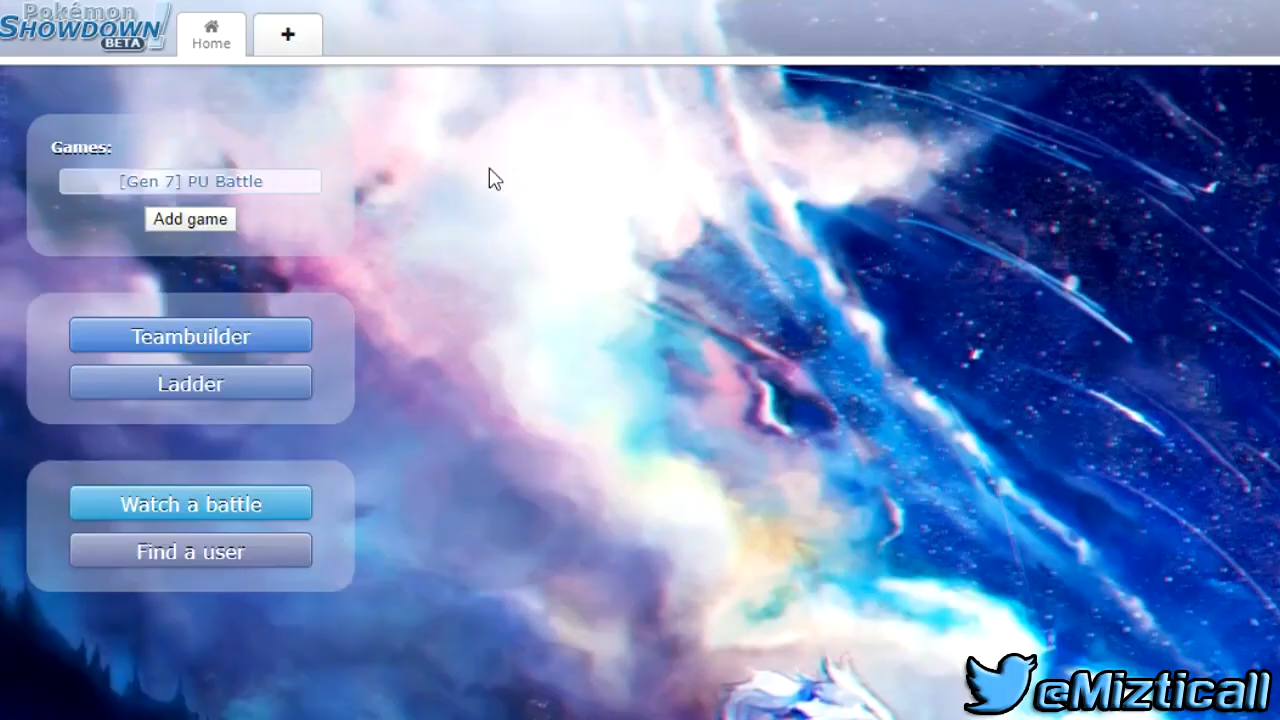 Pokémon
SHOWDOWN!
BETA
Home
Games:
[Gen 7] PU Battle
Add game
Teambuilder
Ladder
Watch a battle
Find a user
@Mizticall